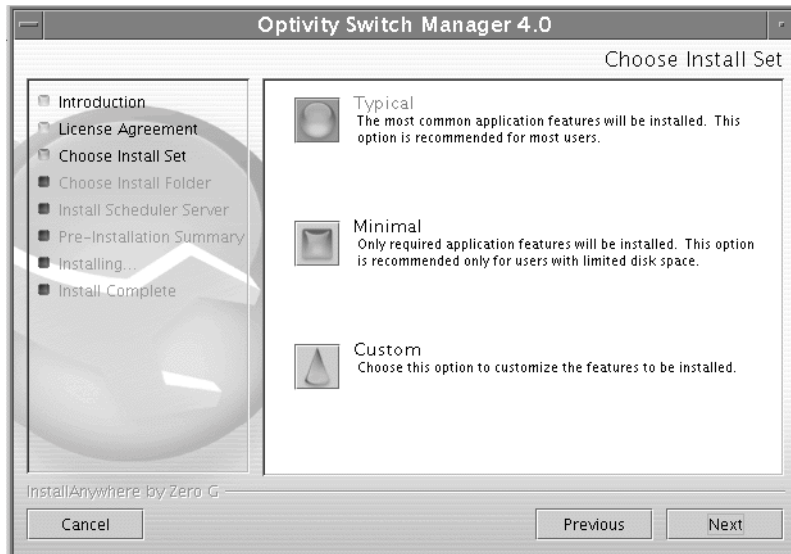 Optivity Switch Manager 4.0
Choose Install Set
Introduction
License Agreement
Choose Install Set
Choose Install Folder
Install Scheduler Server
Pre-Installation Summary
Installing...
Install Complete
Typical
The most common application features will be installed. This
option is recommended for most users.
Minimal
Only required application features will be installed. This option
is recommended only for users with limited disk space.
Custom
Choose this option to customize the features to be installed.
InstallAnywhere by Zero G
Cancel
Previous
Next